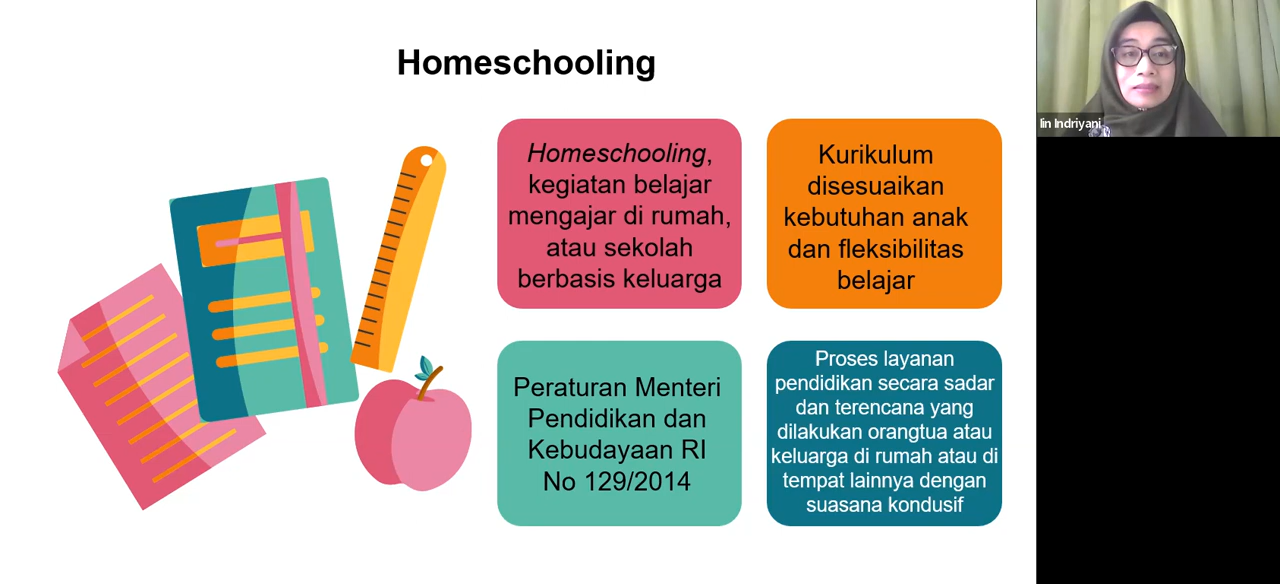 Homeschooling
Homeschooling,
kegiatan belajar
mengajar di rumah,
atau sekolah
berbasis keluarga
Kurikulum
disesuaikan
kebutuhan anak
dan fleksibilitas
belajar
Peraturan Menteri
Pendidikan dan
Kebudayaan RI
No 129/2014
Proses layanan
pendidikan secara sadar
dan terencana yang
dilakukan orangtua atau
keluarga di rumah atau di
tempat lainnya dengan
suasana kondusif
Iin Indriyani